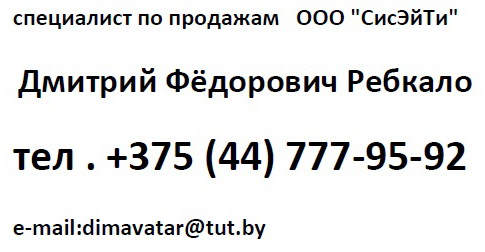 специалист по продажам ООО "СисЭйТи"
Дмитрий Фёдорович Ребкало
тел . +375 (44) 777-95-92
e-mail:dimavatar@tut.by